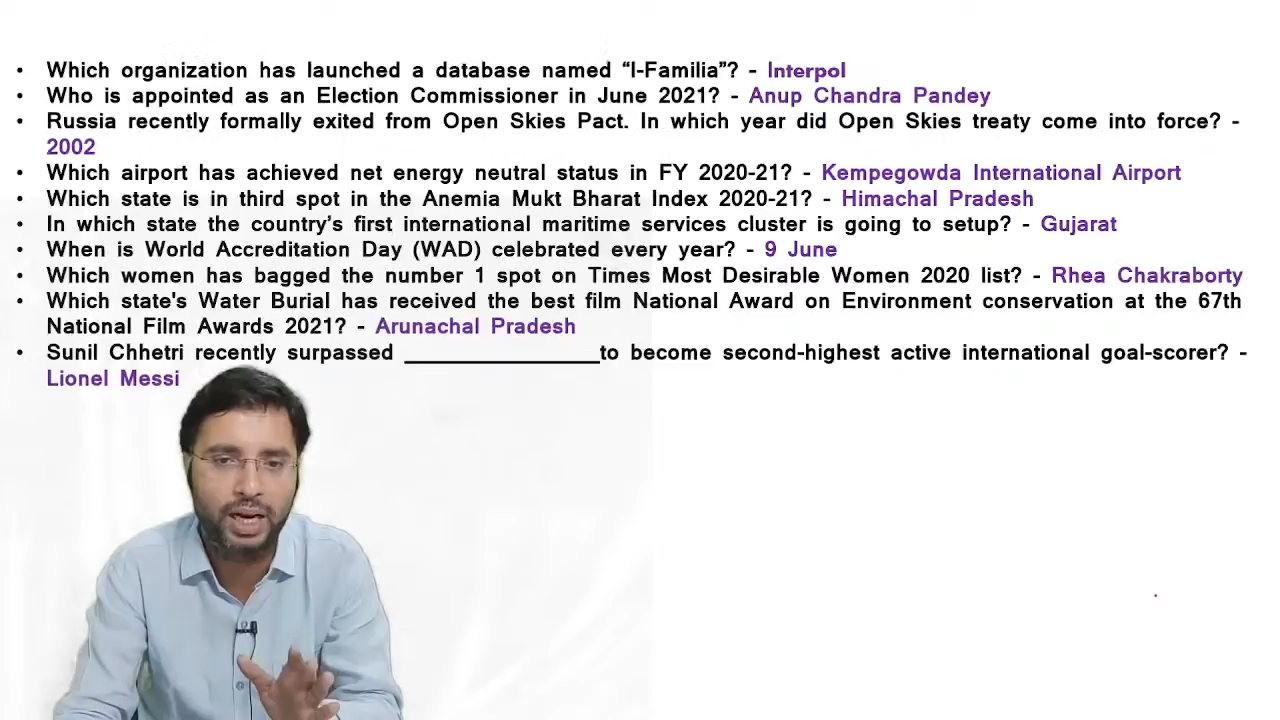 • Which organization has launched a database named “I-Familia”? - Interpol
• Who is appointed as an Election Commissioner in June 2021? - Anup Chandra Pandey
• Russia recently formally exited from Open Skies Pact. In which year did Open Skies treaty come into force? -
2002
• Which airport has achieved net energy neutral status in FY 2020-21? - Kempegowda International Airport
• Which state is in third spot in the Anemia Mukt Bharat Index 2020-21? - Himachal Pradesh
• In which state the country’s first international maritime services cluster is going to setup? - Gujarat
• When is World Accreditation Day (WAD) celebrated every year? - 9 June
• Which women has bagged the number 1 spot on Times Most Desirable Women 2020 list? - Rhea Chakraborty
• Which state's Water Burial has received the best film National Award on Environment conservation at the 67th
National Film Awards 2021? - Arunachal Pradesh
• Sunil Chhetri recently surpassed ________________to become second-highest active international goal-scorer? -
Lionel Messi